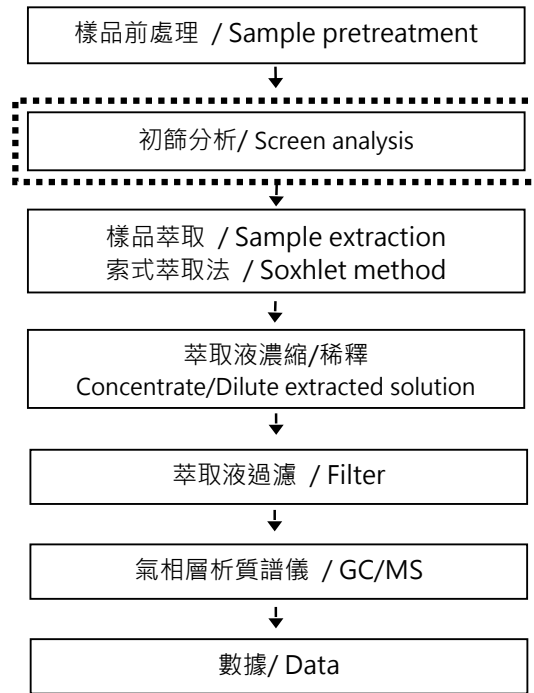 樣品前處理 / Sample pretreatment
初篩分析/ Screen analysis
樣品萃取 / Sample extraction
索式萃取法 / Soxhlet method
萃取液濃縮/稀釋
Concentrate/Dilute extracted solution
萃取液過濾 / Filter
氣相層析質譜儀 / GC/MS
數據/ Data